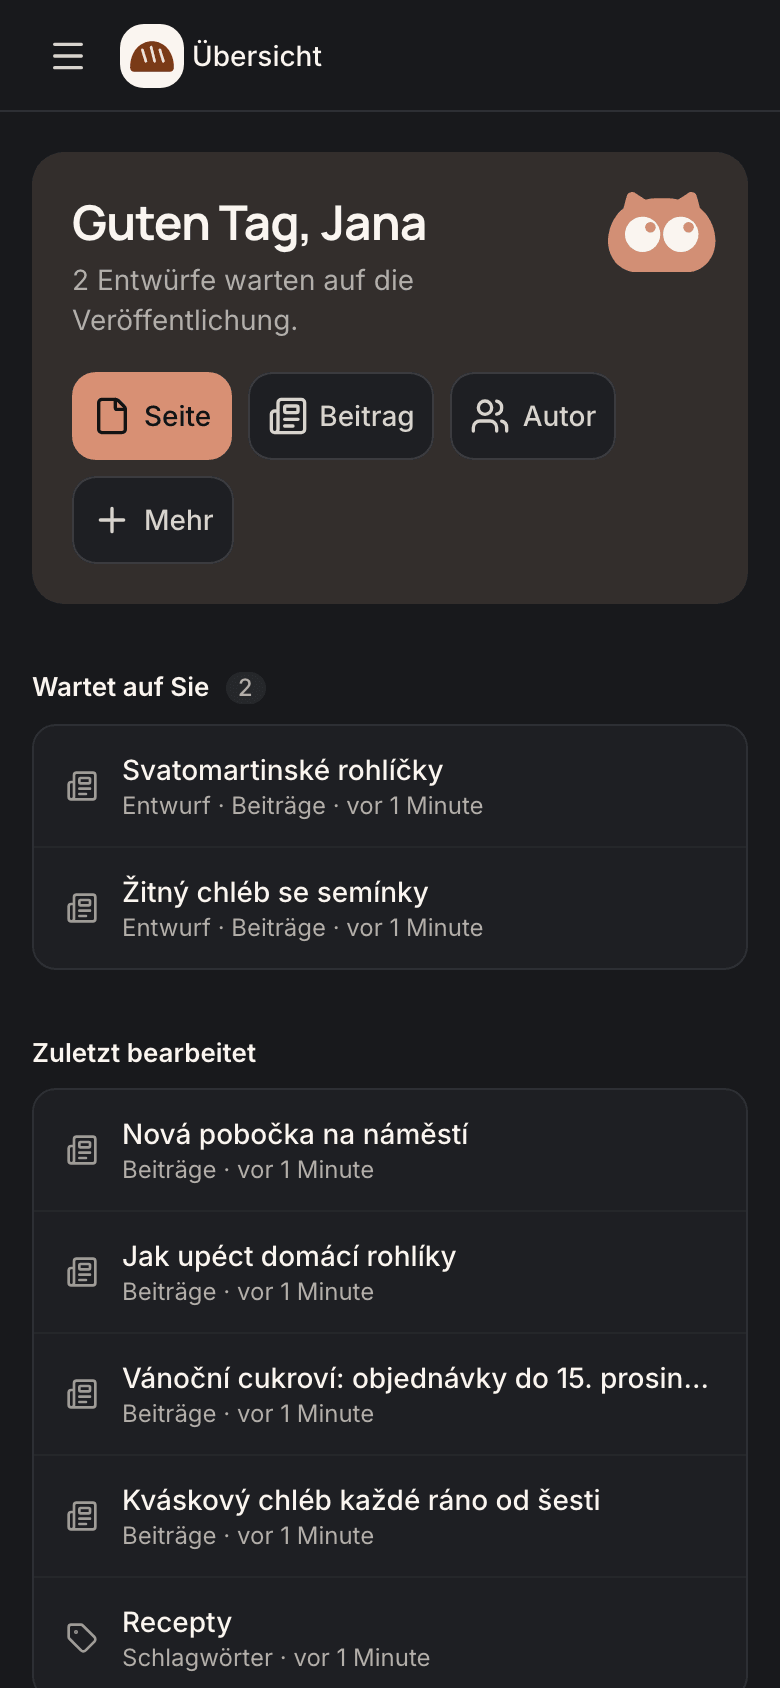 Übersicht
Guten Tag, Jana
2 Entwürfe warten auf die
Veröffentlichung.
Seite
Beitrag
Autor
Mehr
Wartet auf Sie 2
Svatomartinské rohlíčky
Entwurf · Beiträge · vor 1 Minute
Žitný chléb se semínky
Entwurf · Beiträge · vor 1 Minute
Zuletzt bearbeitet
Nová pobočka na náměstí
Beiträge · vor 1 Minute
Jak upéct domácí rohlíky
Beiträge · vor 1 Minute
Vánoční cukroví: objednávky do 15. prosin...
Beiträge · vor 1 Minute
Kváskový chléb každé ráno od šesti
Beiträge · vor 1 Minute
Recepty
Schlagwörter · vor 1 Minute